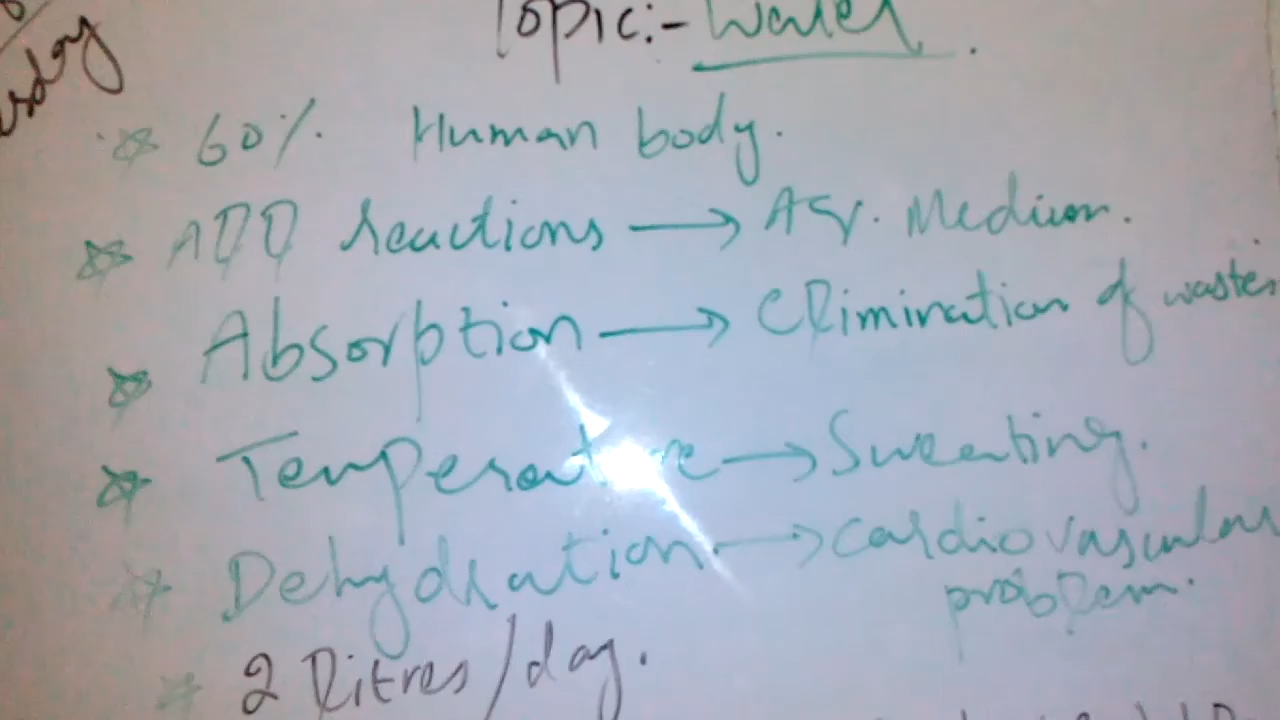 Topic:- Water.
60% Human body.
All reactions → Aq. Medium.
Absorption → Elimination of wastes
Temperature → Sweating.
Dehydration → Cardiovascular
problem.
2 litres/day.